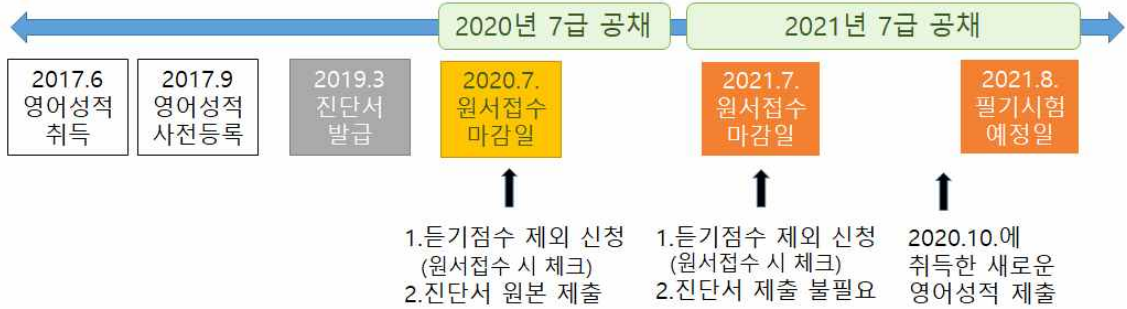 2020년 7급 공채
2021년 7급 공채
2017.6
영어성적
취득
2017.9
영어성적
사전등록
2019.3
진단서
발급
2020.7.
원서접수
마감일
2021.7.
원서접수
마감일
2021.8.
필기시험
예정일
1.듣기점수 제외 신청
(원서접수 시 체크)
2.진단서 원본 제출
1.듣기점수 제외 신청
(원서접수 시 체크)
2.진단서 제출 불필요
2020.10.에
취득한 새로운
영어성적 제출